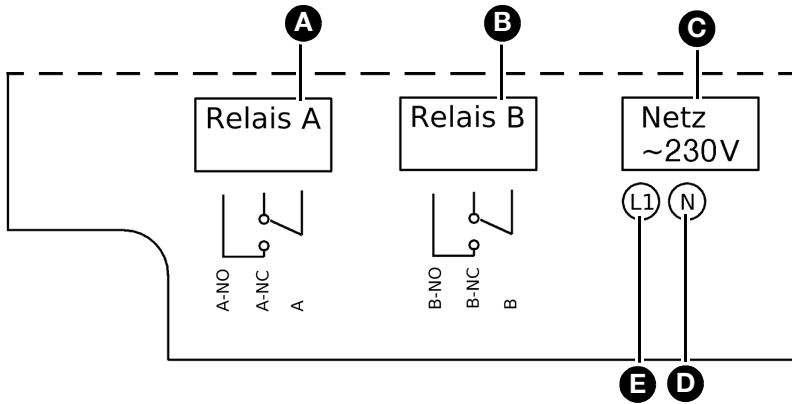 A
B
C
Relais A
Relais B
Netz
~230V
L1
N
A-NO
A-NC
A
B-NO
B-NC
B
E
D